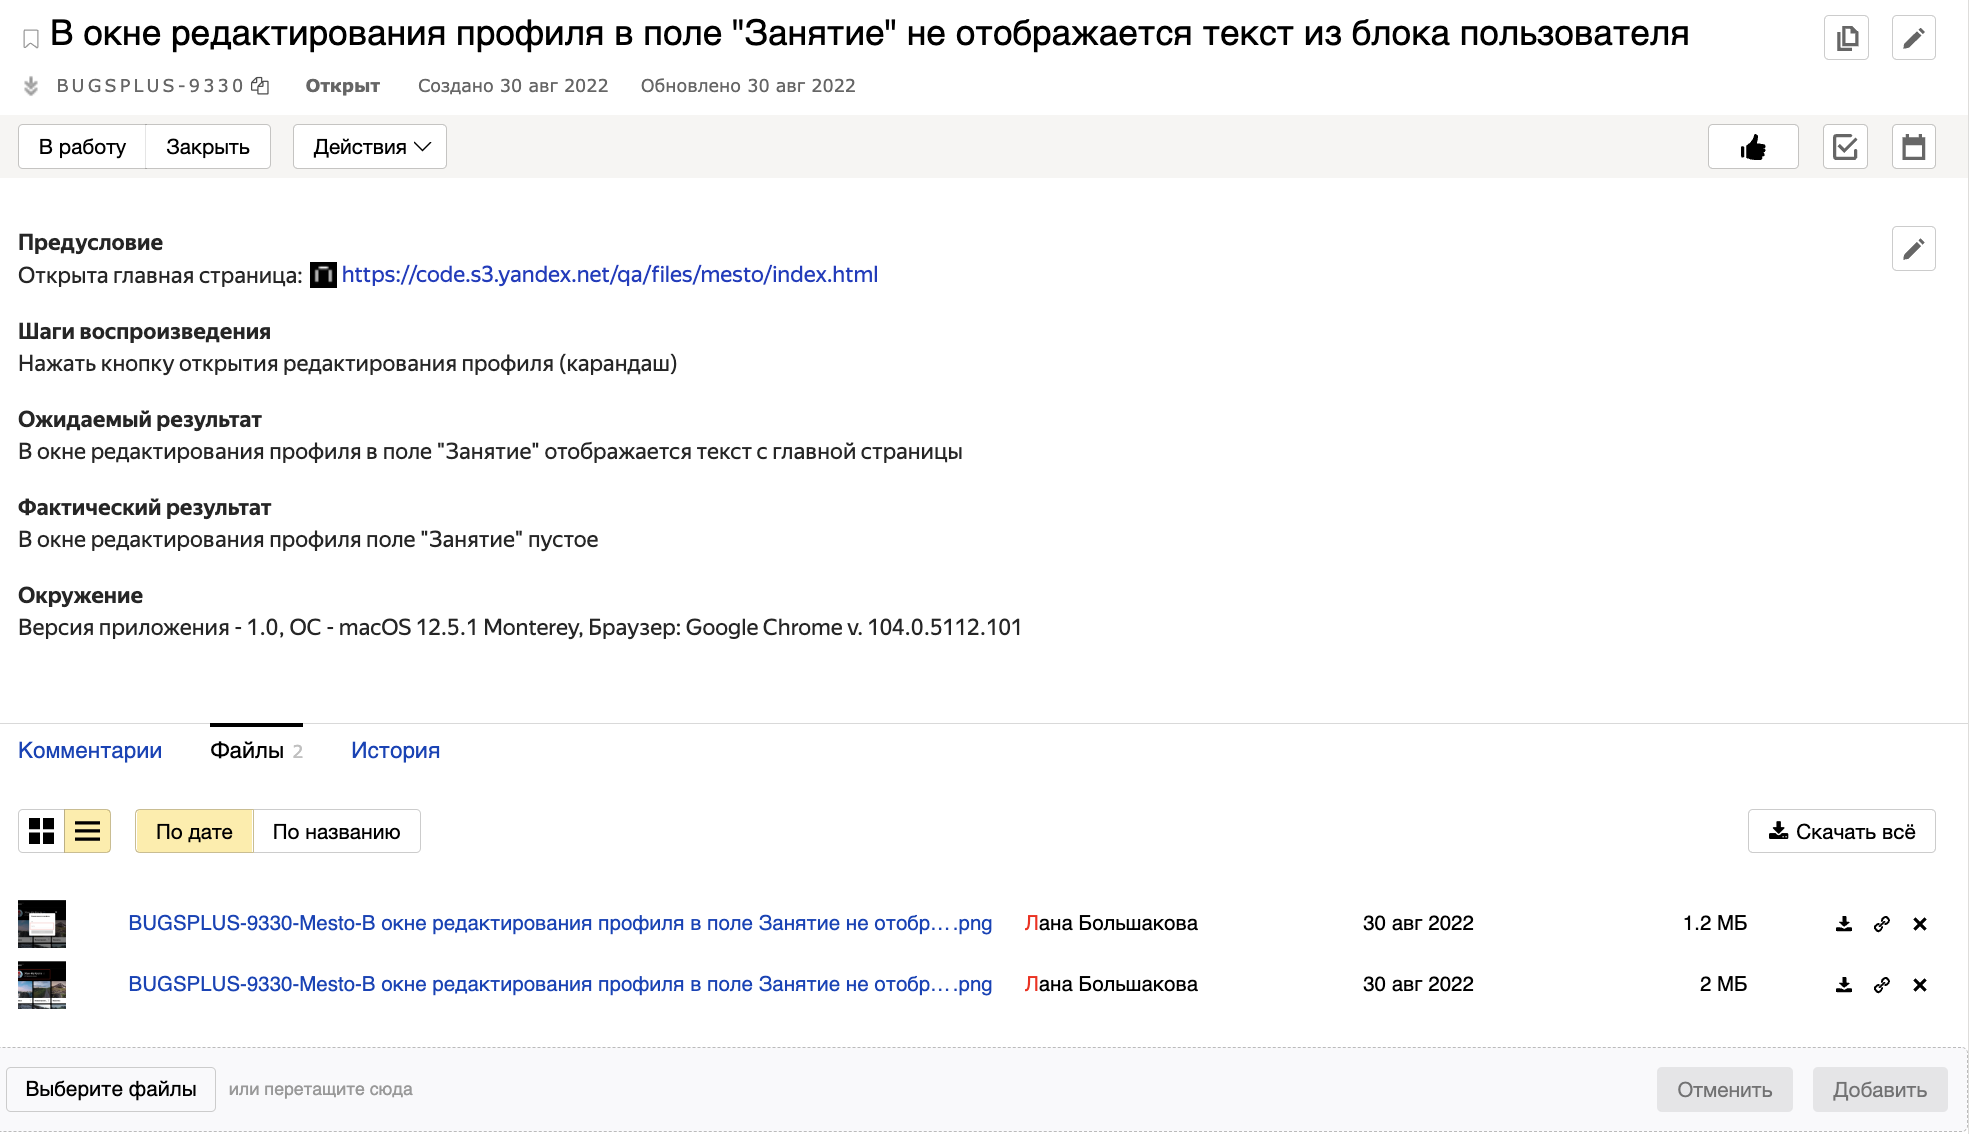 В окне редактирования профиля в поле "Занятие" не отображается текст из блока пользователя
BUGSPLUS-9330 Открыт Создано 30 авг 2022 Обновлено 30 авг 2022
В работу Закрыть Действия
Предусловие
Открыта главная страница: https://code.s3.yandex.net/qa/files/mesto/index.html
Шаги воспроизведения
Нажать кнопку открытия редактирования профиля (карандаш)
Ожидаемый результат
В окне редактирования профиля в поле "Занятие" отображается текст с главной страницы
Фактический результат
В окне редактирования профиля поле "Занятие" пустое
Окружение
Версия приложения - 1.0, ОС - macOS 12.5.1 Monterey, Браузер: Google Chrome v. 104.0.5112.101
Комментарии Файлы 2 История
По дате По названию Скачать всё
BUGSPLUS-9330-Mesto-В окне редактирования профиля в поле Занятие не отобр... .png Лана Большакова 30 авг 2022 1.2 МБ
BUGSPLUS-9330-Mesto-В окне редактирования профиля в поле Занятие не отобр... .png Лана Большакова 30 авг 2022 2 МБ
Выберите файлы или перетащите сюда Отменить Добавить